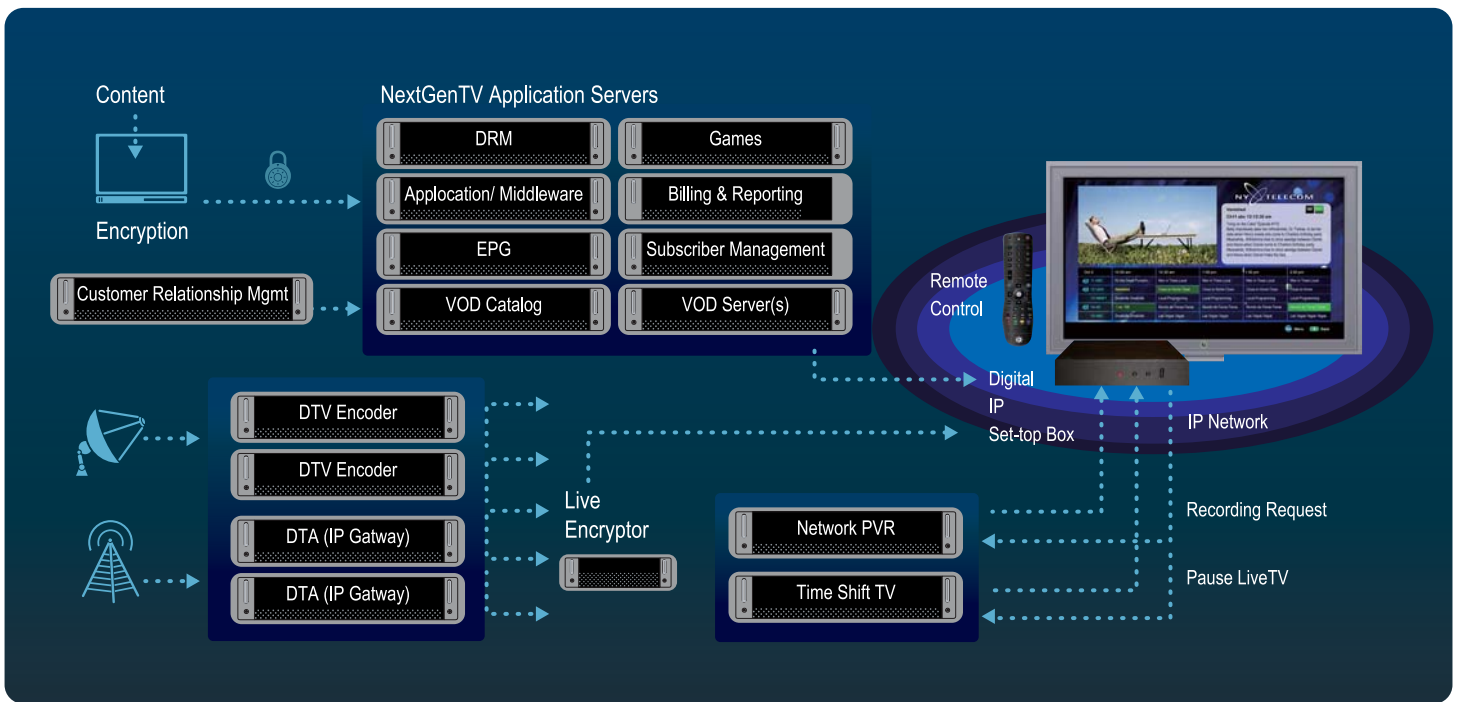 Content
NextGenTV Application Servers
DRM
Games
Applocation/ Middleware
Billing & Reporting
Encryption
EPG
Subscriber Management
Customer Relationship Mgmt
VOD Catalog
VOD Server(s)
NY TELECOM
Remote
Control
Digital
IP
Set-top Box
IP Network
DTV Encoder
DTV Encoder
DTA (IP Gatway)
DTA (IP Gatway)
Live
Encryptor
Network PVR
Time Shift TV
Recording Request
Pause LiveTV